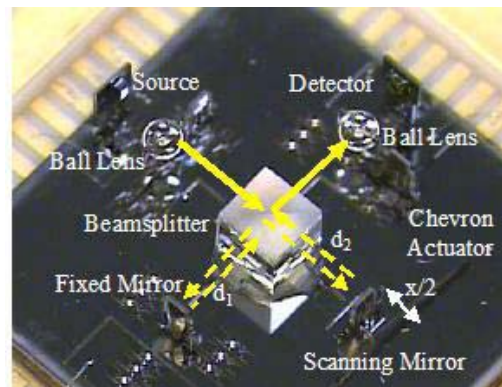 Source
Detector
Ball Lens
Ball Lens
Beamsplitter
d₂
Chevron
Actuator
Fixed Mirror
d₁
x/2
Scanning Mirror